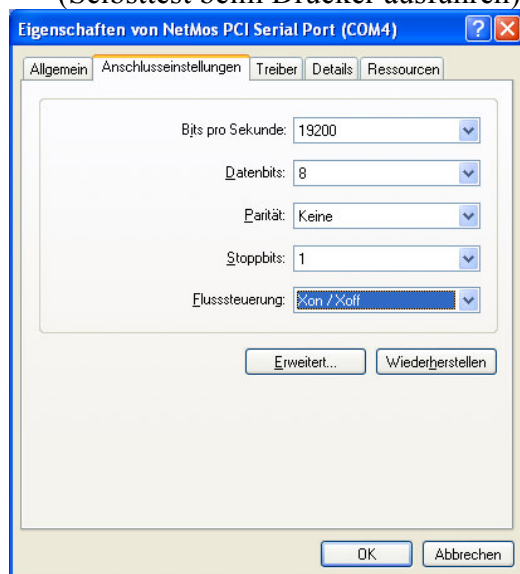 (Selbsttest beim Drucker ausführen)
Eigenschaften von NetMos PCI Serial Port (COM4)
Allgemein Anschlusseinstellungen Treiber Details Ressourcen
Bits pro Sekunde: 19200
Datenbits: 8
Parität: Keine
Stoppbits: 1
Flusssteuerung: Xon / Xoff
Erweitert... Wiederherstellen
OK Abbrechen